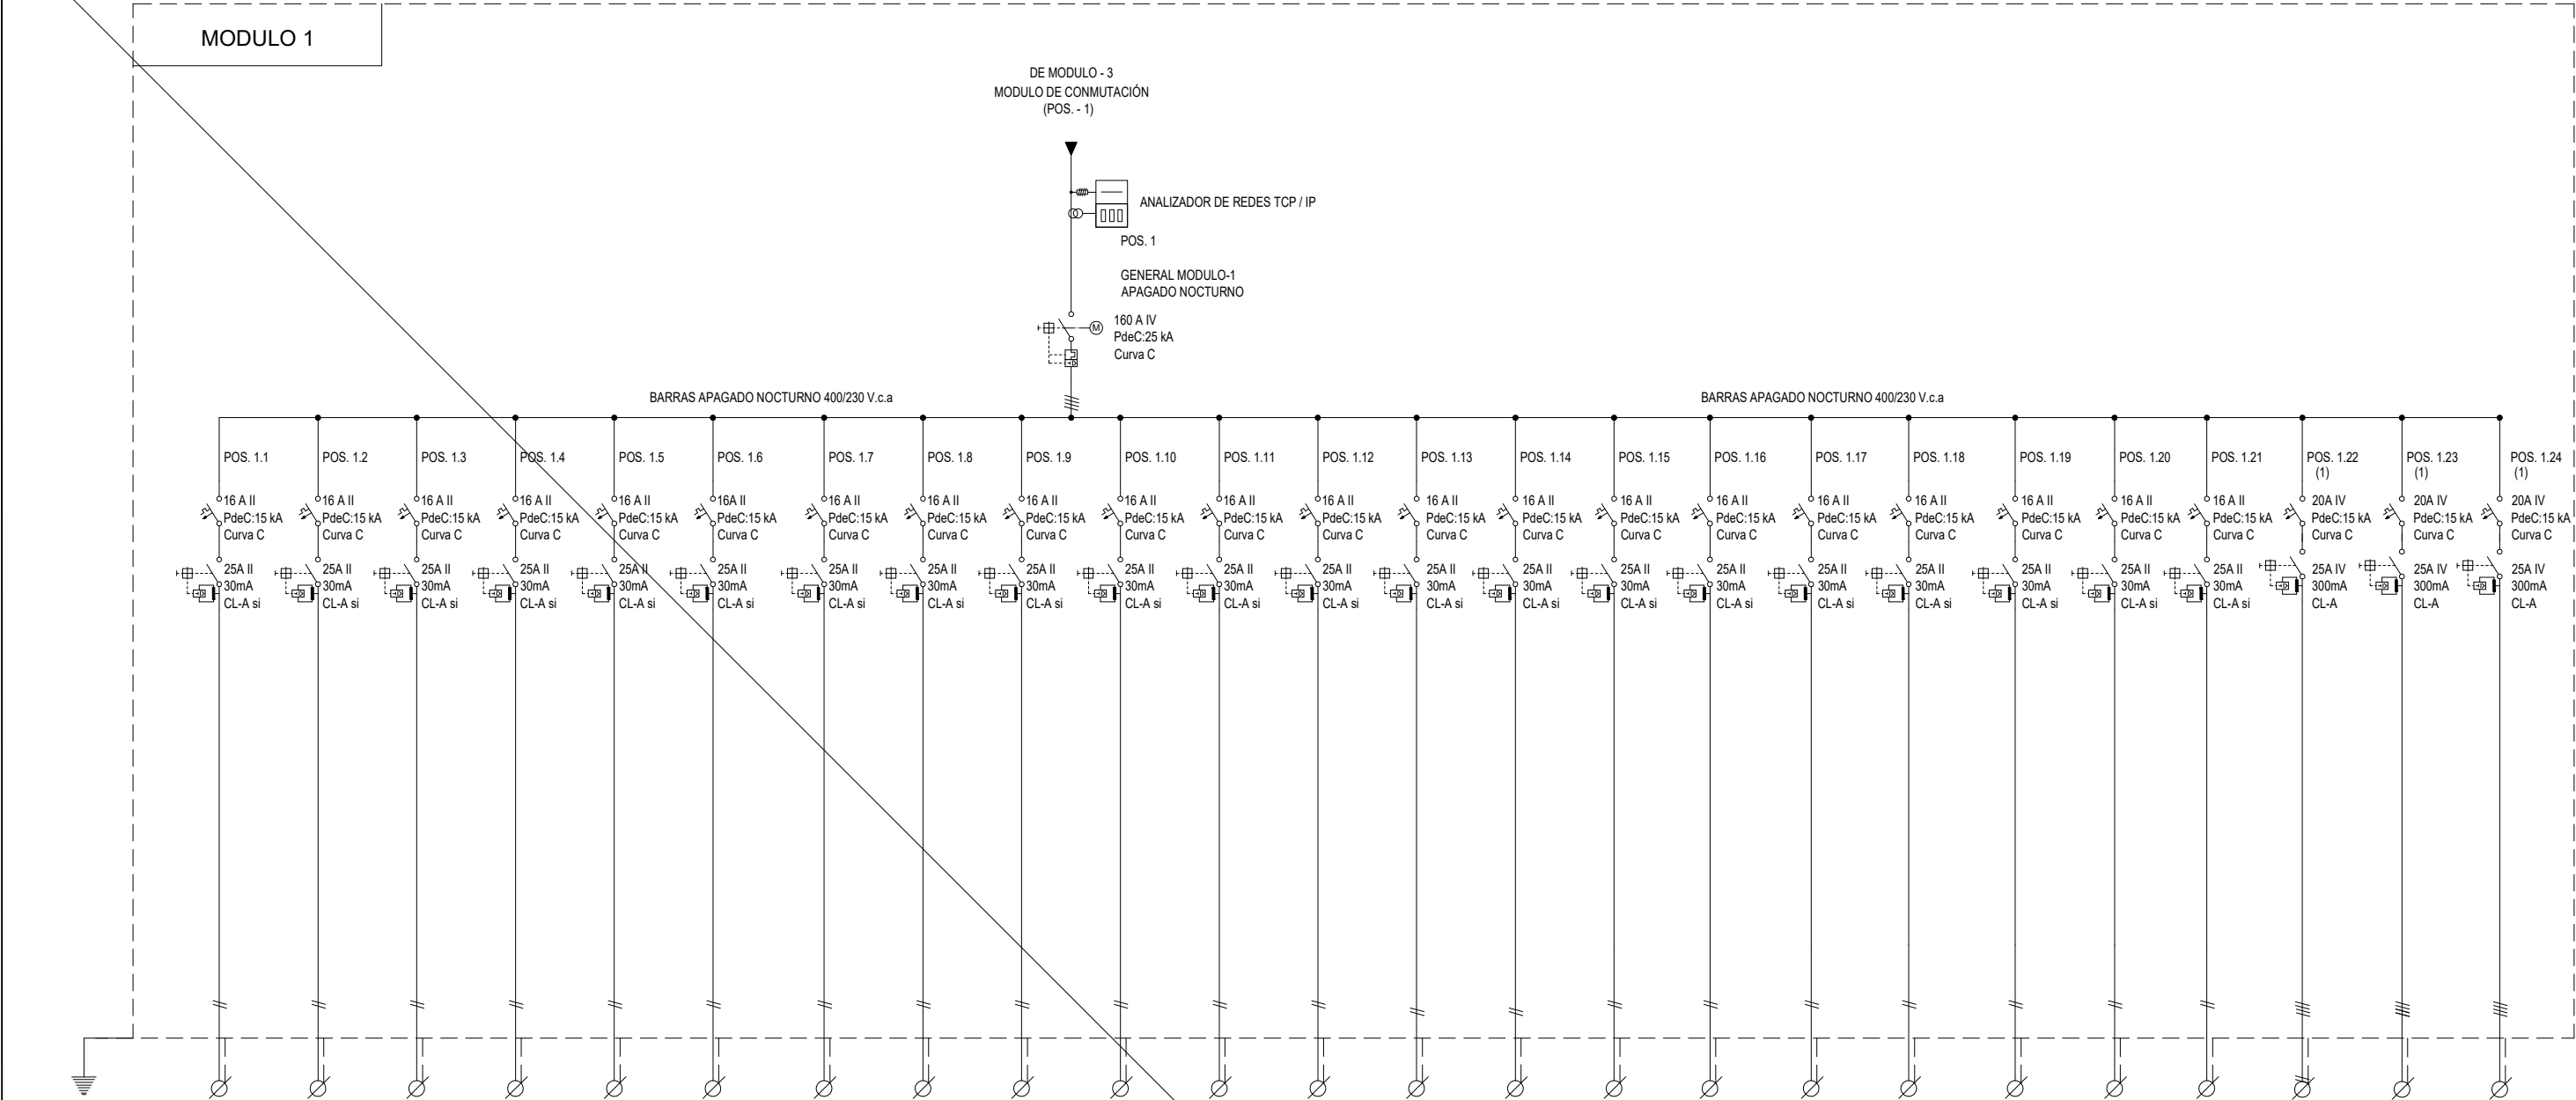 MODULO 1
DE MODULO - 3
MODULO DE CONMUTACIÓN
(POS. - 1)
ANALIZADOR DE REDES TCP / IP
POS. 1
GENERAL MODULO-1
APAGADO NOCTURNO
M
160 A IV
PdeC:25 kA
Curva C
BARRAS APAGADO NOCTURNO 400/230 V.c.a
BARRAS APAGADO NOCTURNO 400/230 V.c.a
POS. 1.1
16 A II
PdeC:15 kA
Curva C
25A II
30mA
CL-A si
POS. 1.2
16 A II
PdeC:15 kA
Curva C
25A II
30mA
CL-A si
POS. 1.3
16 A II
PdeC:15 kA
Curva C
25A II
30mA
CL-A si
POS. 1.4
16 A II
PdeC:15 kA
Curva C
25A II
30mA
CL-A si
POS. 1.5
16 A II
PdeC:15 kA
Curva C
25A II
30mA
CL-A si
POS. 1.6
16A II
PdeC:15 kA
Curva C
25A II
30mA
CL-A si
POS. 1.7
16 A II
PdeC:15 kA
Curva C
25A II
30mA
CL-A si
POS. 1.8
16 A II
PdeC:15 kA
Curva C
25A II
30mA
CL-A si
POS. 1.9
16 A II
PdeC:15 kA
Curva C
25A II
30mA
CL-A si
POS. 1.10
16 A II
PdeC:15 kA
Curva C
25A II
30mA
CL-A si
POS. 1.11
16 A II
PdeC:15 kA
Curva C
25A II
30mA
CL-A si
POS. 1.12
16 A II
PdeC:15 kA
Curva C
25A II
30mA
CL-A si
POS. 1.13
16 A II
PdeC:15 kA
Curva C
25A II
30mA
CL-A si
POS. 1.14
16 A II
PdeC:15 kA
Curva C
25A II
30mA
CL-A si
POS. 1.15
16 A II
PdeC:15 kA
Curva C
25A II
30mA
CL-A si
POS. 1.16
16 A II
PdeC:15 kA
Curva C
25A II
30mA
CL-A si
POS. 1.17
16 A II
PdeC:15 kA
Curva C
25A II
30mA
CL-A si
POS. 1.18
16 A II
PdeC:15 kA
Curva C
25A II
30mA
CL-A si
POS. 1.19
16 A II
PdeC:15 kA
Curva C
25A II
30mA
CL-A si
POS. 1.20
16 A II
PdeC:15 kA
Curva C
25A II
30mA
CL-A si
POS. 1.21
16 A II
PdeC:15 kA
Curva C
25A II
30mA
CL-A si
POS. 1.22
(1)
20A IV
PdeC:15 kA
Curva C
25A IV
300mA
CL-A
POS. 1.23
(1)
20A IV
PdeC:15 kA
Curva C
25A IV
300mA
CL-A
POS. 1.24
(1)
20A IV
PdeC:15 kA
Curva C
25A IV
300mA
CL-A